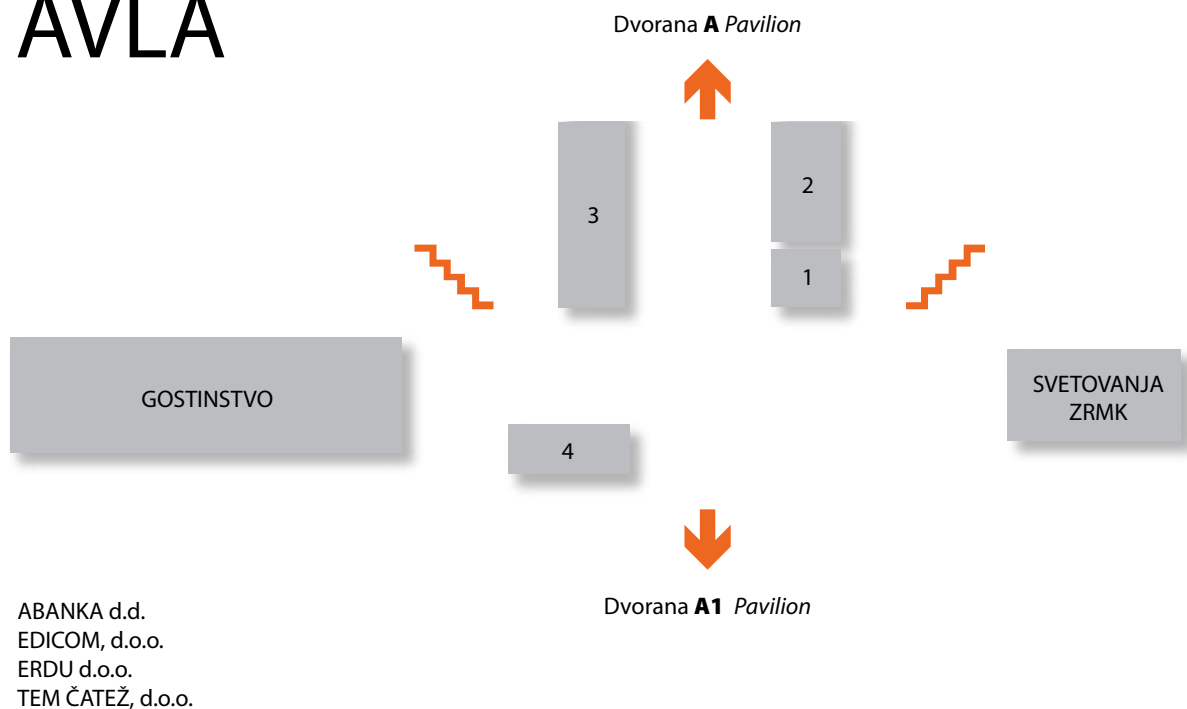 AVLA
Dvorana A Pavilion
2
3
1
GOSTINSTVO
SVETOVANJA
ZRMK
4
Dvorana A1 Pavilion
ABANKA d.d.
EDICOM, d.o.o.
ERDU d.o.o.
TEM ČATEŽ, d.o.o.